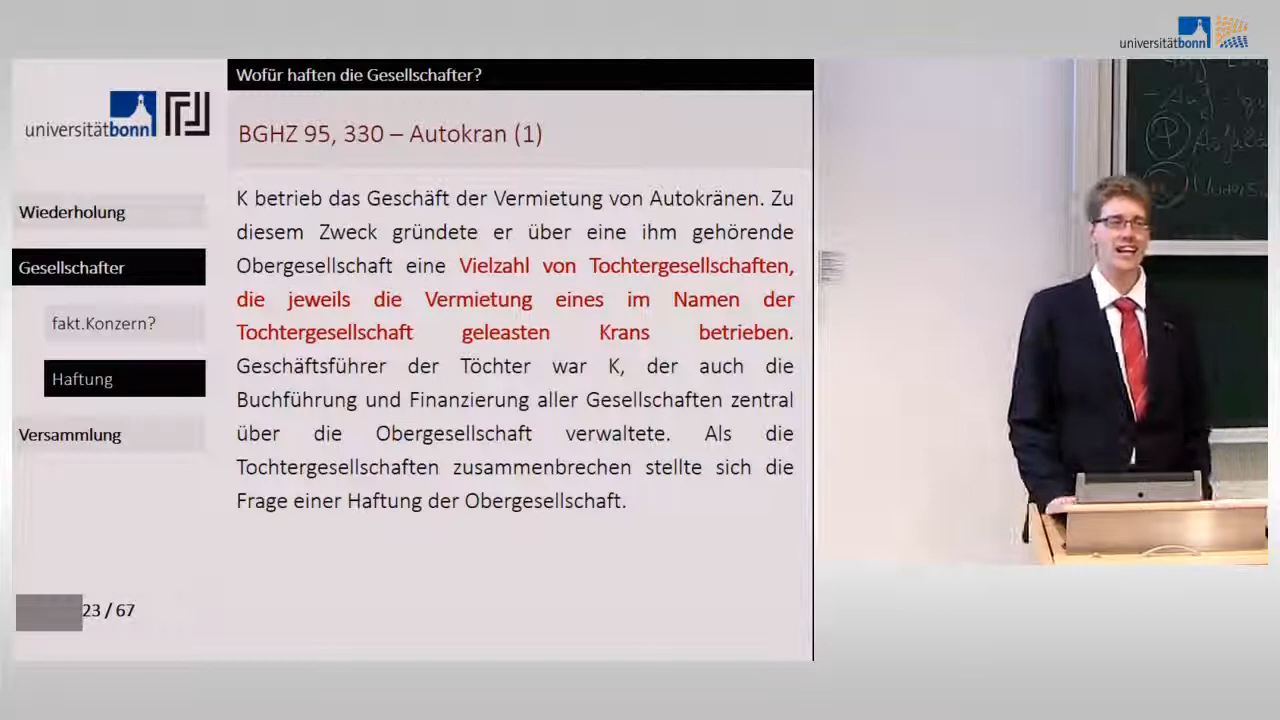 universitätbonn
Wofür haften die Gesellschafter?
universitätbonn
BGHZ 95, 330 – Autokran (1)
Wiederholung
Gesellschafter
fakt.Konzern?
Haftung
Versammlung
K betrieb das Geschäft der Vermietung von Autokränen. Zu
diesem Zweck gründete er über eine ihm gehörende
Obergesellschaft eine Vielzahl von Tochtergesellschaften,
die jeweils die Vermietung eines im Namen der
Tochtergesellschaft geleasten Krans betrieben.
Geschäftsführer der Töchter war K, der auch die
Buchführung und Finanzierung aller Gesellschaften zentral
über die Obergesellschaft verwaltete. Als die
Tochtergesellschaften zusammenbrechen stellte sich die
Frage einer Haftung der Obergesellschaft.
23 / 67